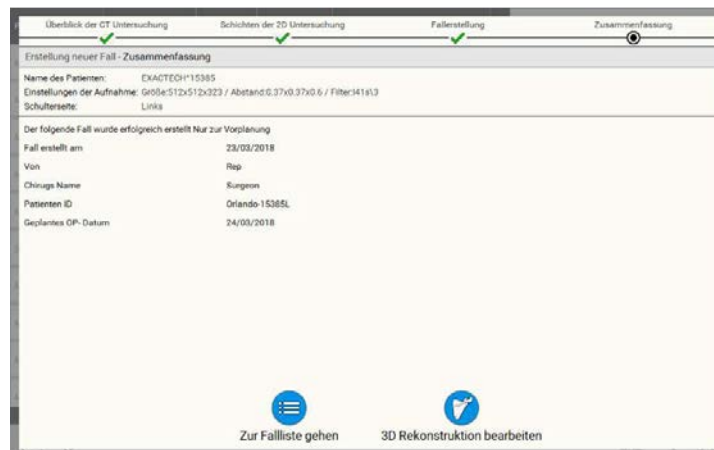 Überblick der CT Untersuchung Schichten der 2D Untersuchung Fallerstellung Zusammenfassung
Erstellung neuer Fall - Zusammenfassung
Name des Patienten: EXACTECH^15385
Einstellungen der Aufnahme: Größe:512x512x323 / Abstand:0.37x0.37x0.6 / Filter:I41s\3
Schulterseite: Links
Der folgende Fall wurde erfolgreich erstellt Nur zur Vorplanung
Fall erstellt am 23/03/2018
Von Rep
Chirugs Name Surgeon
Patienten ID Orlando-15385L
Geplantes OP- Datum 24/03/2018
Zur Fallliste gehen 3D Rekonstruktion bearbeiten